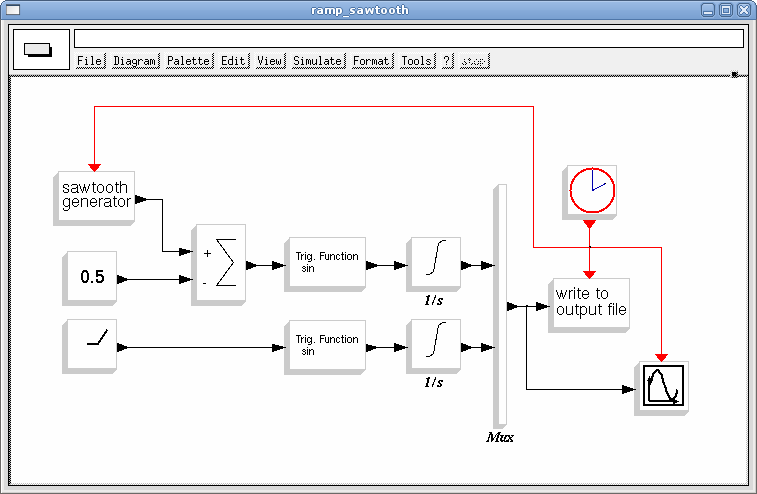 ramp_sawtooth
File Diagram Palette Edit View Simulate Format Tools ? stop
sawtooth
generator
+
-
Trig. Function
sin
1/s
0.5
write to
output file
Trig. Function
sin
1/s
Mux